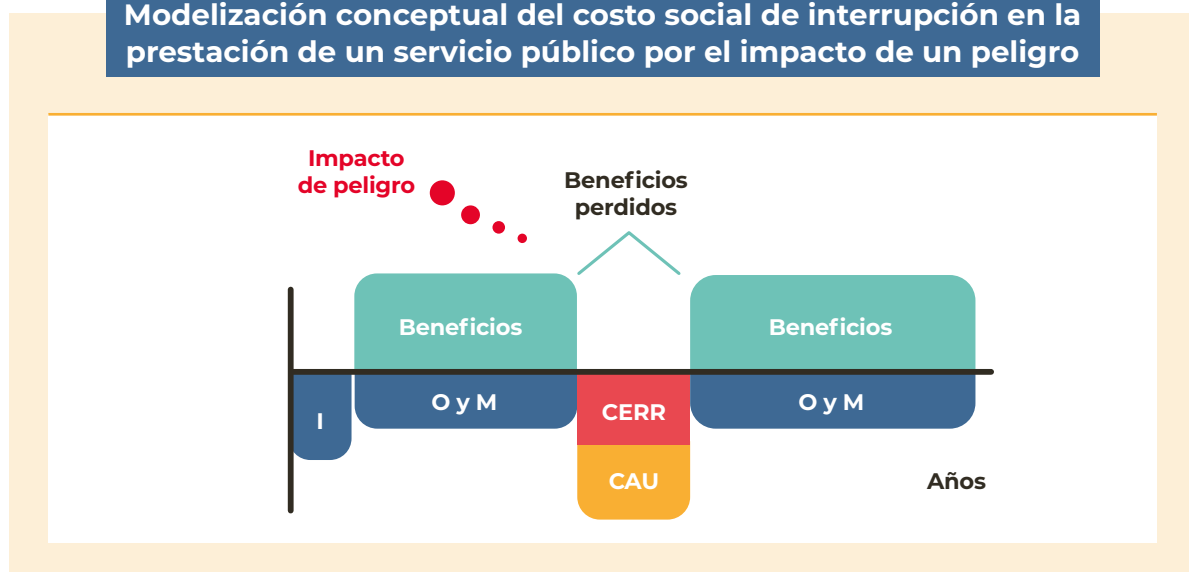 Modelización conceptual del costo social de interrupción en la
prestación de un servicio público por el impacto de un peligro
Impacto
de peligro
Beneficios
perdidos
Beneficios
Beneficios
I
O y M
CERR
O y M
CAU
Años